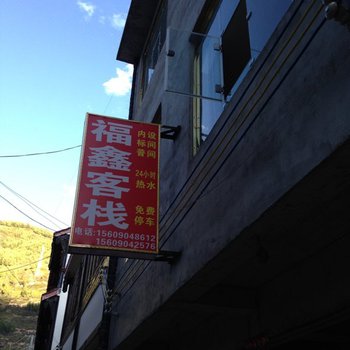 福鑫客栈
内设
标间
普间
24小时
热水
免费
停车
电话:15609048612
15609042576